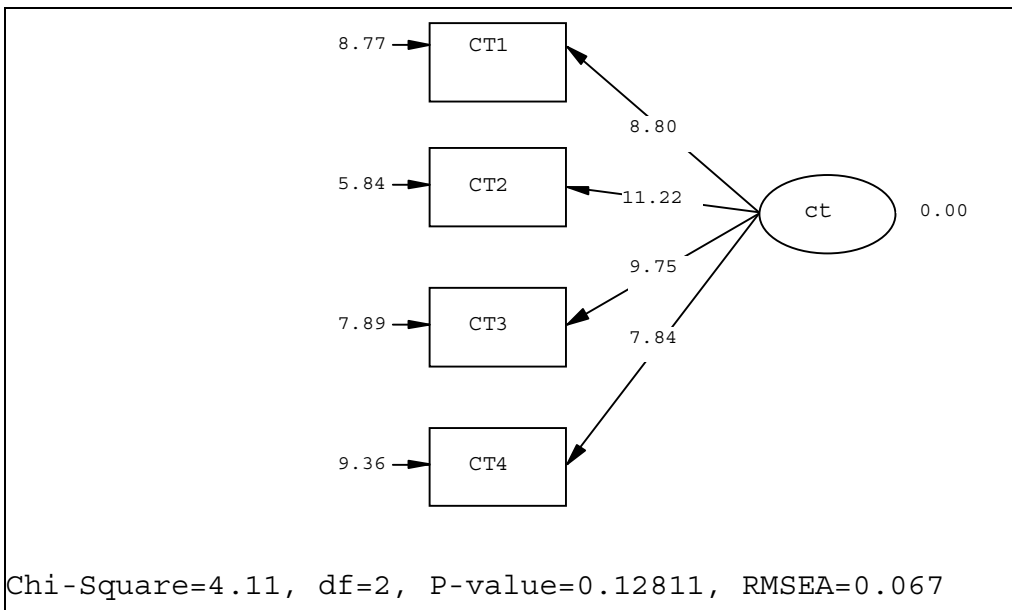 8.77 CT1
8.80
5.84 CT2 11.22 ct 0.00
9.75
7.89 CT3
7.84
9.36 CT4
Chi-Square=4.11, df=2, P-value=0.12811, RMSEA=0.067